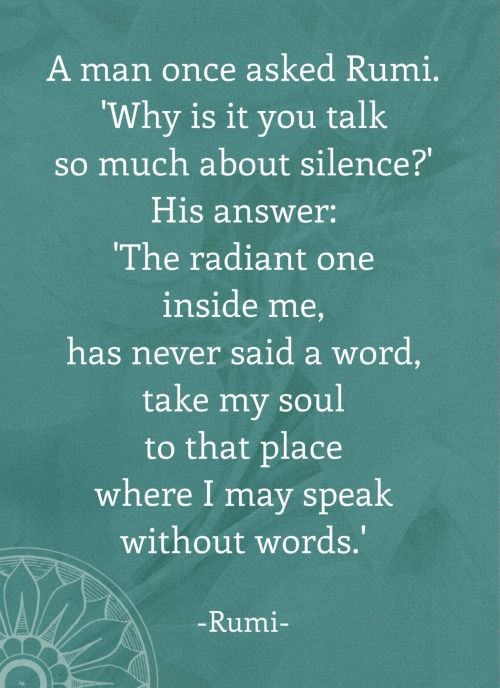 A man once asked Rumi.
'Why is it you talk
so much about silence?'
His answer:
'The radiant one
inside me,
has never said a word,
take my soul
to that place
where I may speak
without words.'
-Rumi-